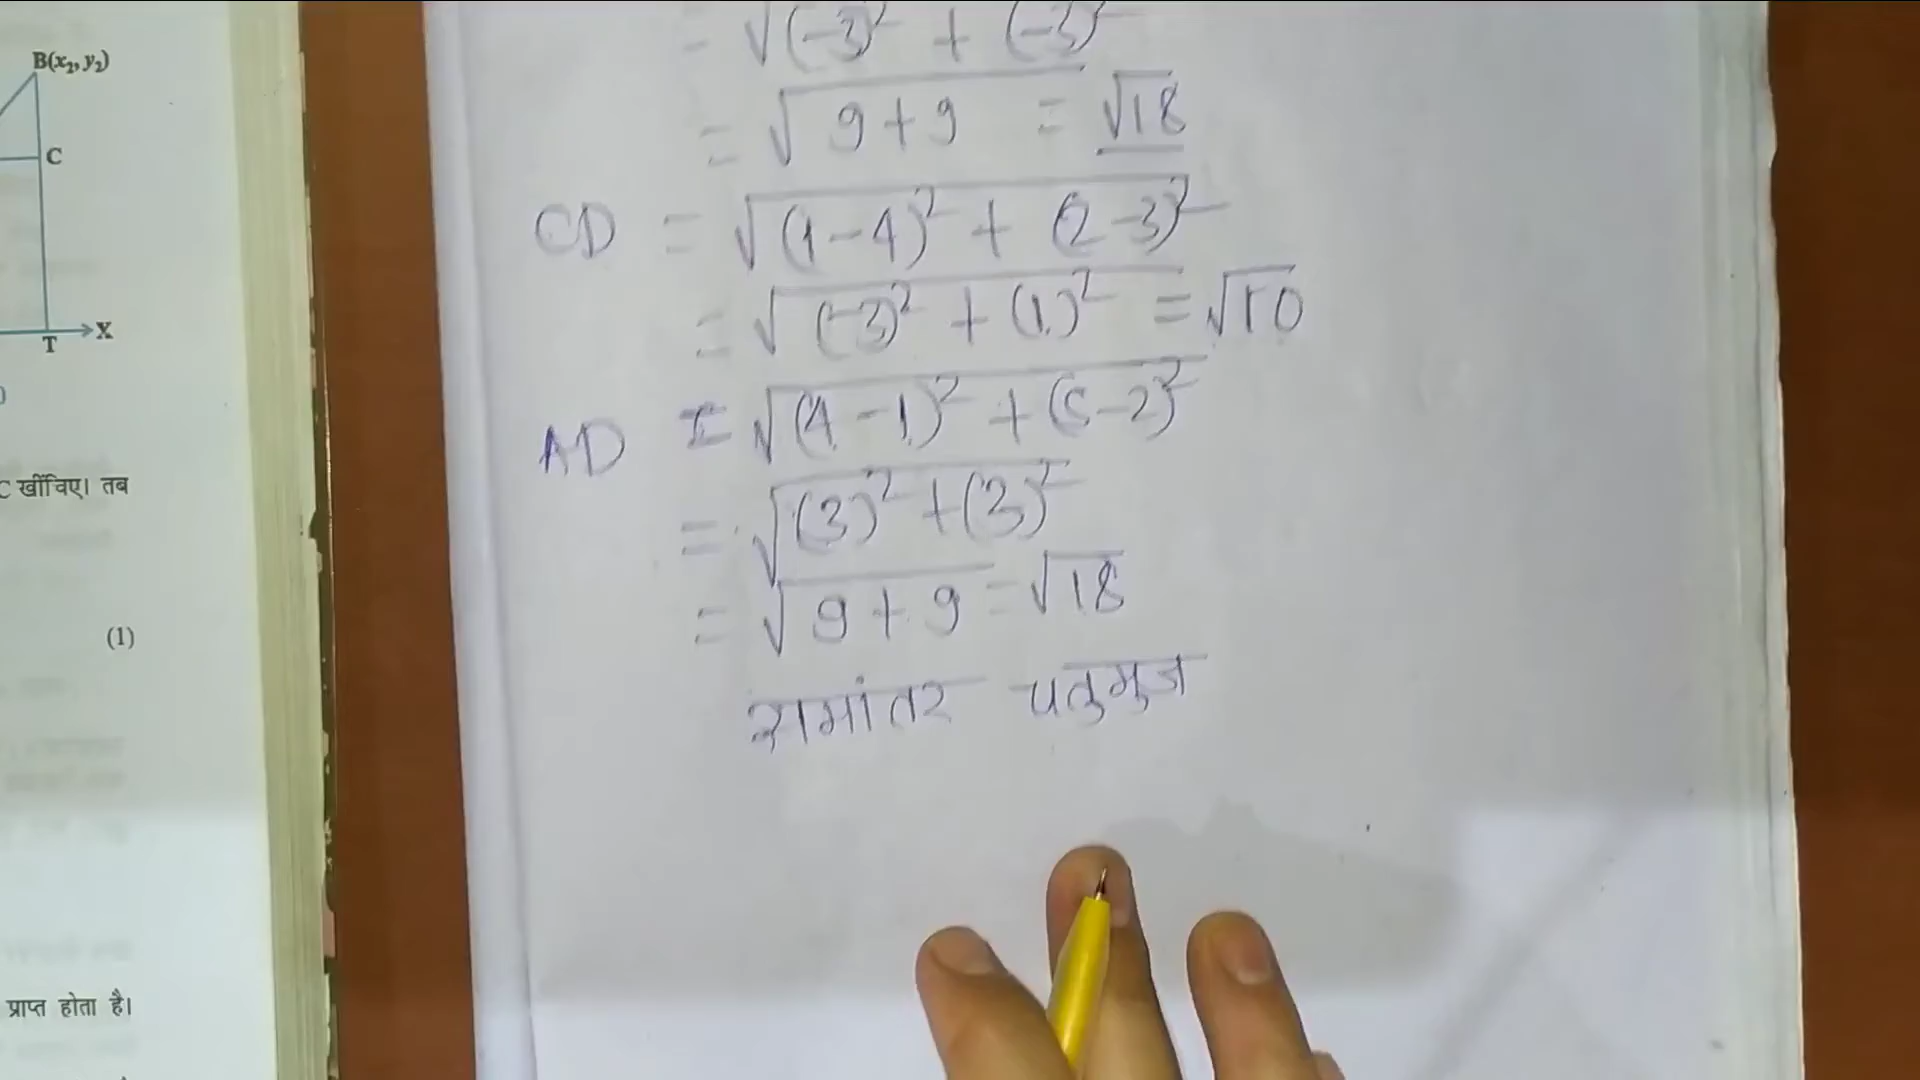 B(x₂, y₂)
C
X
T
C खींचिए। तब
(1)
प्राप्त होता है।
= √(-3)² + (-3)²
= √9+9 = √18
CD = √(1-4)² + (2-3)²
= √(-3)² + (1)² = √10
AD = √(4-1)² + (5-2)²
= √(3)² + (3)²
= √9+9 = √18
समांतर चतुर्भुज